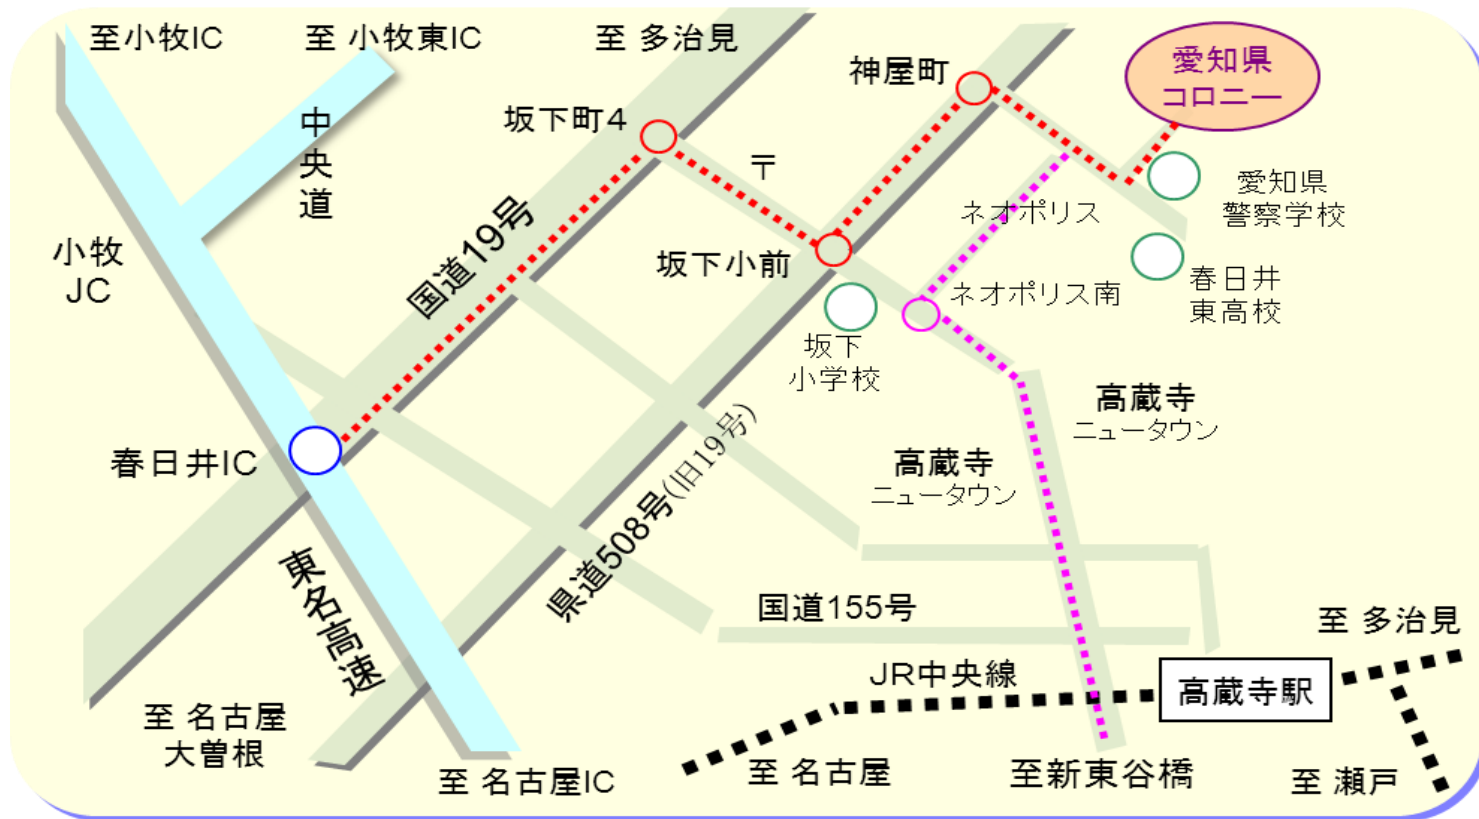 至小牧IC
至 小牧東IC
至 多治見
神屋町
愛知県
コロニー
坂下町4
中央道
〒
愛知県
警察学校
ネオポリス
国道19号
小牧
JC
坂下小前
ネオポリス南
春日井
東高校
坂下
小学校
高蔵寺
ニュータウン
春日井IC
高蔵寺
ニュータウン
県道508号(旧19号)
東名高速
国道155号
至 多治見
JR中央線
高蔵寺駅
至 名古屋
大曽根
至 名古屋IC
至 名古屋
至新東谷橋
至 瀬戸